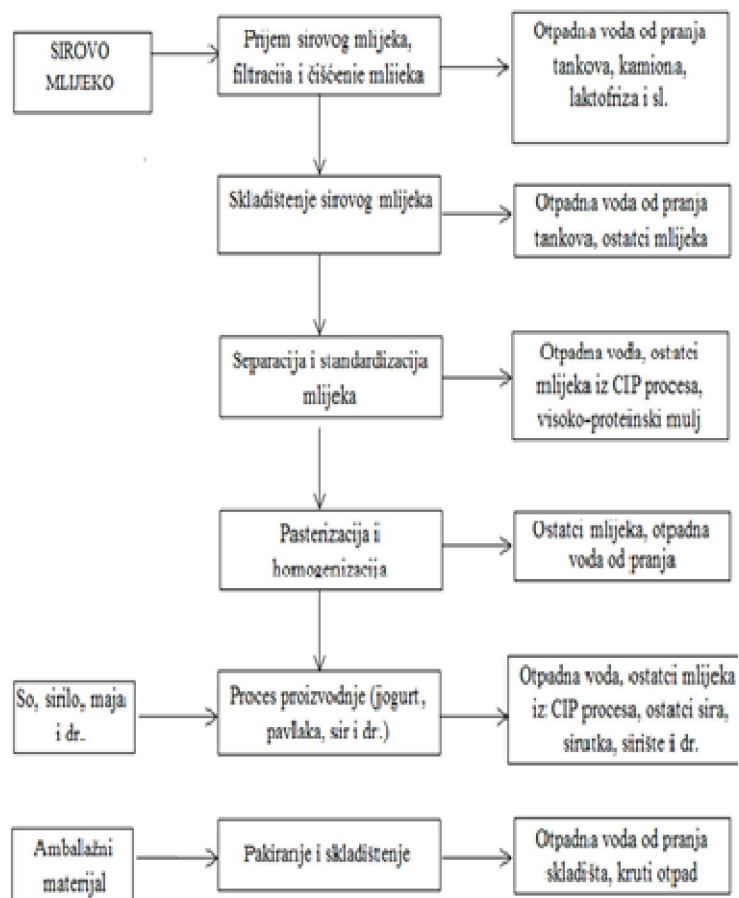 SIROVO
MLIJEKO
Prijem sirovog mlijeka,
filtracija i čišćenje mlijeka
Otpadna voda od pranja
tankova, kamiona,
laktofriza i sl.
Skladištenje sirovog mlijeka
Otpadna voda od pranja
tankova, ostatci mlijeka
Separacija i standardizacija
mlijeka
Otpadna voda, ostatci
mlijeka iz CIP procesa,
visoko-proteinski mulj
Pasterizacija i
homogenizacija
Ostatci mlijeka, otpadna
voda od pranja
So, sirilo, maja
i dr.
Proces proizvodnje (jogurt,
pavlaka, sir i dr.)
Otpadna voda, ostatci mlijeka
iz CIP procesa, ostatci sira,
sirutka, sirište i dr.
Ambalažni
materijal
Pakiranje i skladištenje
Otpadna voda od pranja
skladišta, kruti otpad